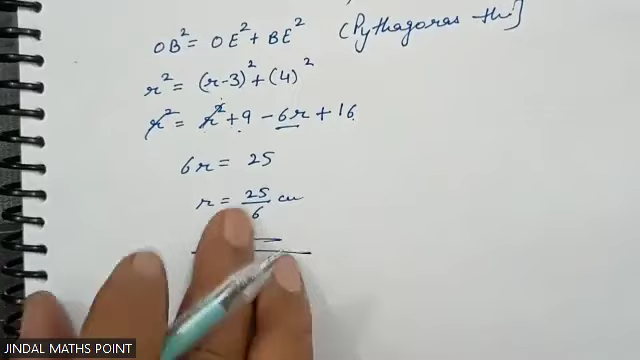 OB² = OE² + BE² (Pythagoras th)
r² = (r-3)² + (4)²
r² = r² + 9 - 6r + 16
6r = 25
r = 25/6 cm
JINDAL MATHS POINT